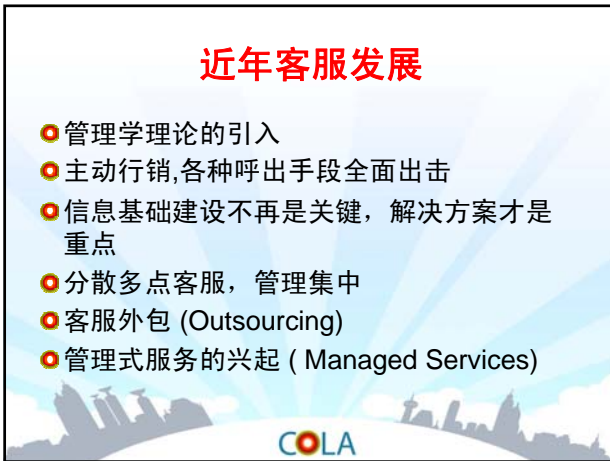 近年客服发展
管理学理论的引入
主动行销,各种呼出手段全面出击
信息基础建设不再是关键，解决方案才是
重点
分散多点客服，管理集中
客服外包 (Outsourcing)
管理式服务的兴起 ( Managed Services)
COLA